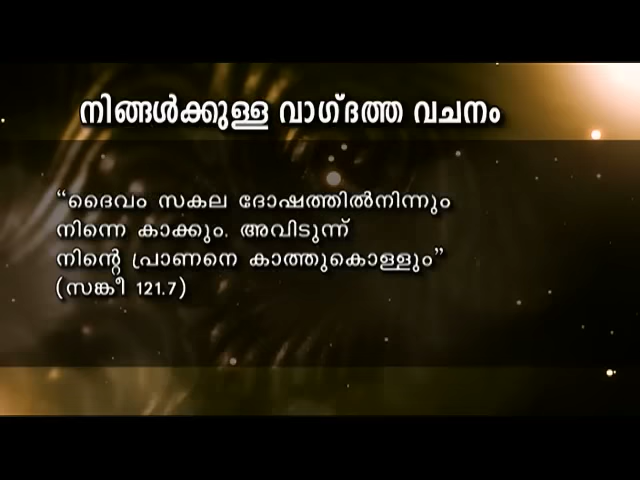 നിങ്ങൾക്കുള്ള വാഗ്ദത്ത വചനം
“ദൈവം സകല ദോഷത്തിൽനിന്നും
നിന്നെ കാക്കും. അവിടുന്ന്
നിന്റെ പ്രാണനെ കാത്തുകൊള്ളും”
(സങ്കീ 121.7)